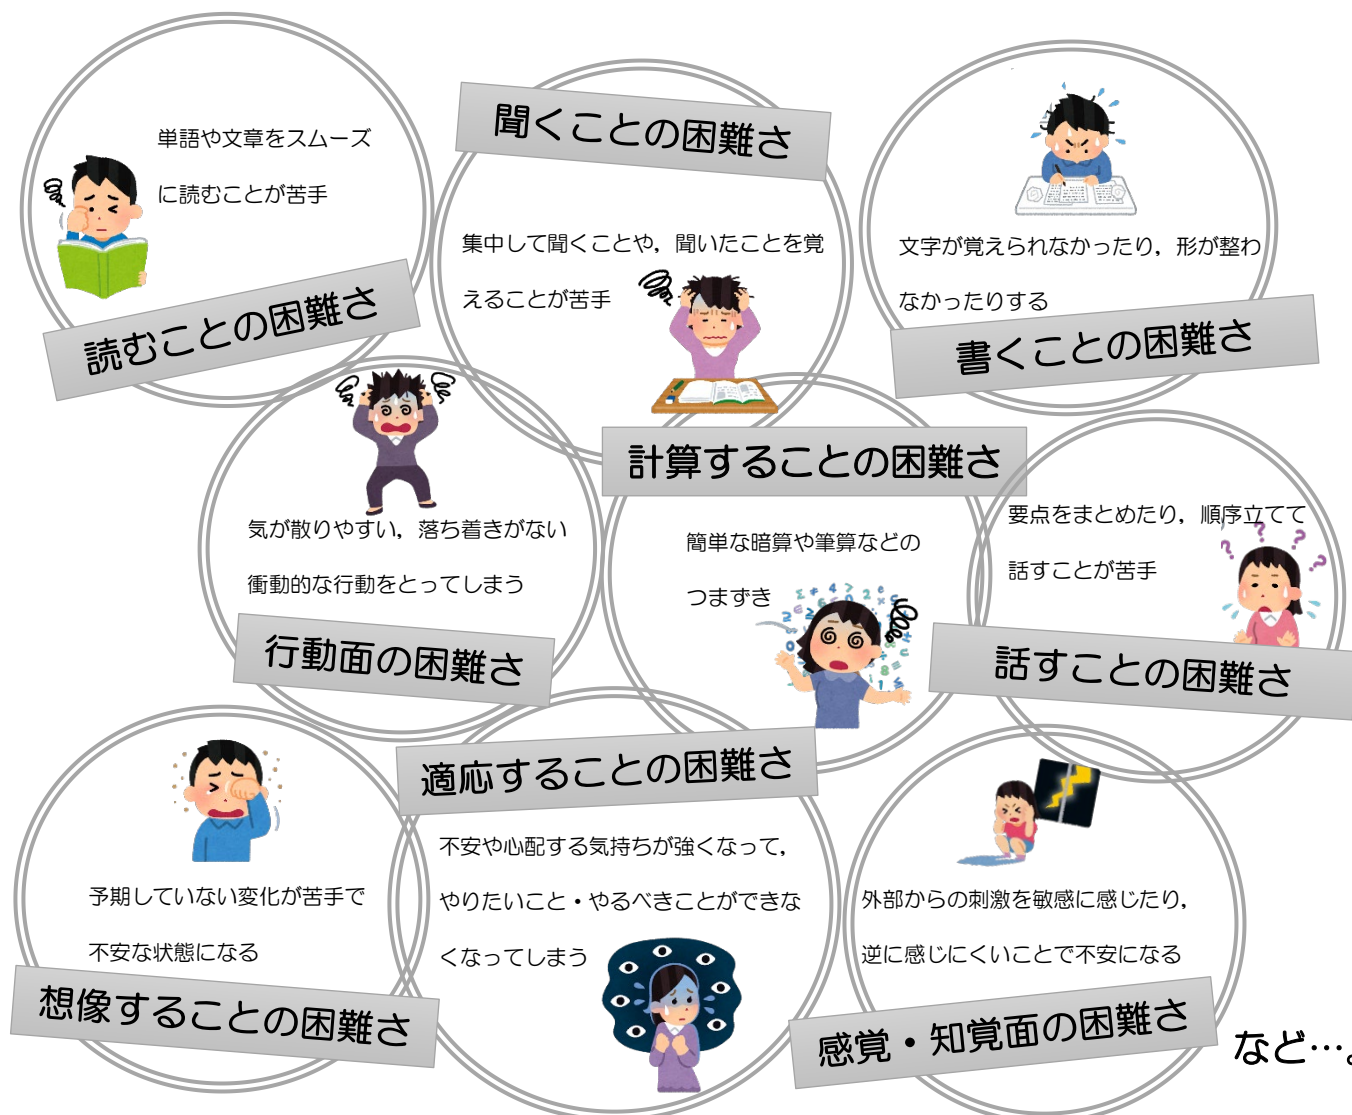 単語や文章をスムーズ
に読むことが苦手
読むことの困難さ
聞くことの困難さ
集中して聞くことや，聞いたことを覚
えることが苦手
文字が覚えられなかったり，形が整わ
なかったりする
書くことの困難さ
気が散りやすい，落ち着きがない
衝動的な行動をとってしまう
行動面の困難さ
計算することの困難さ
簡単な暗算や筆算などの
つまずき
要点をまとめたり，順序立てて
話すことが苦手
話すことの困難さ
予期していない変化が苦手で
不安な状態になる
想像することの困難さ
適応することの困難さ
不安や心配する気持ちが強くなって，
やりたいこと・やるべきことができな
くなってしまう
外部からの刺激を敏感に感じたり，
逆に感じにくいことで不安になる
感覚・知覚面の困難さ
など…。